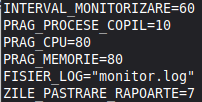 INTERVAL_MONITORIZARE=60
PRAG_PROCESE_COPIL=10
PRAG_CPU=80
PRAG_MEMORIE=80
FISIER_LOG="monitor.log"
ZILE_PASTRARE_RAPOARTE=7